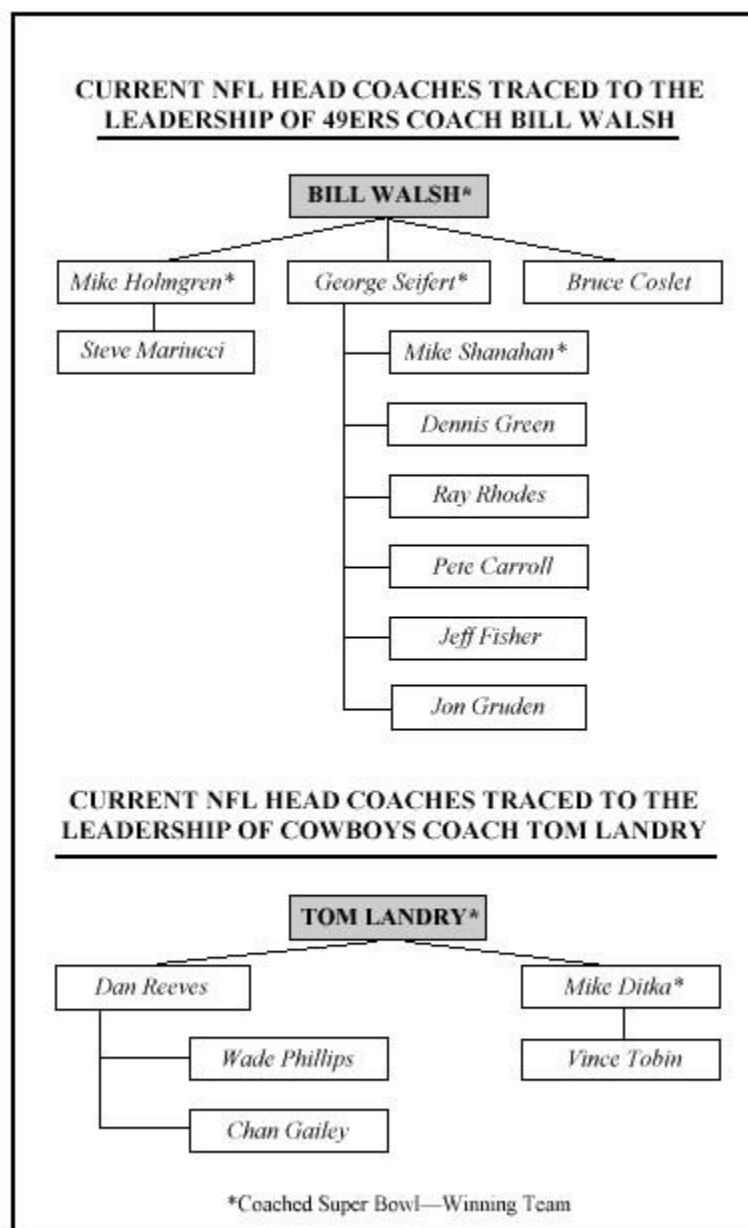 CURRENT NFL HEAD COACHES TRACED TO THE
LEADERSHIP OF 49ERS COACH BILL WALSH
BILL WALSH*
Mike Holmgren*
George Seifert*
Bruce Coslet
Steve Mariucci
Mike Shanahan*
Dennis Green
Ray Rhodes
Pete Carroll
Jeff Fisher
Jon Gruden
CURRENT NFL HEAD COACHES TRACED TO THE
LEADERSHIP OF COWBOYS COACH TOM LANDRY
TOM LANDRY*
Dan Reeves
Mike Ditka*
Wade Phillips
Vince Tobin
Chan Gailey
*Coached Super Bowl—Winning Team